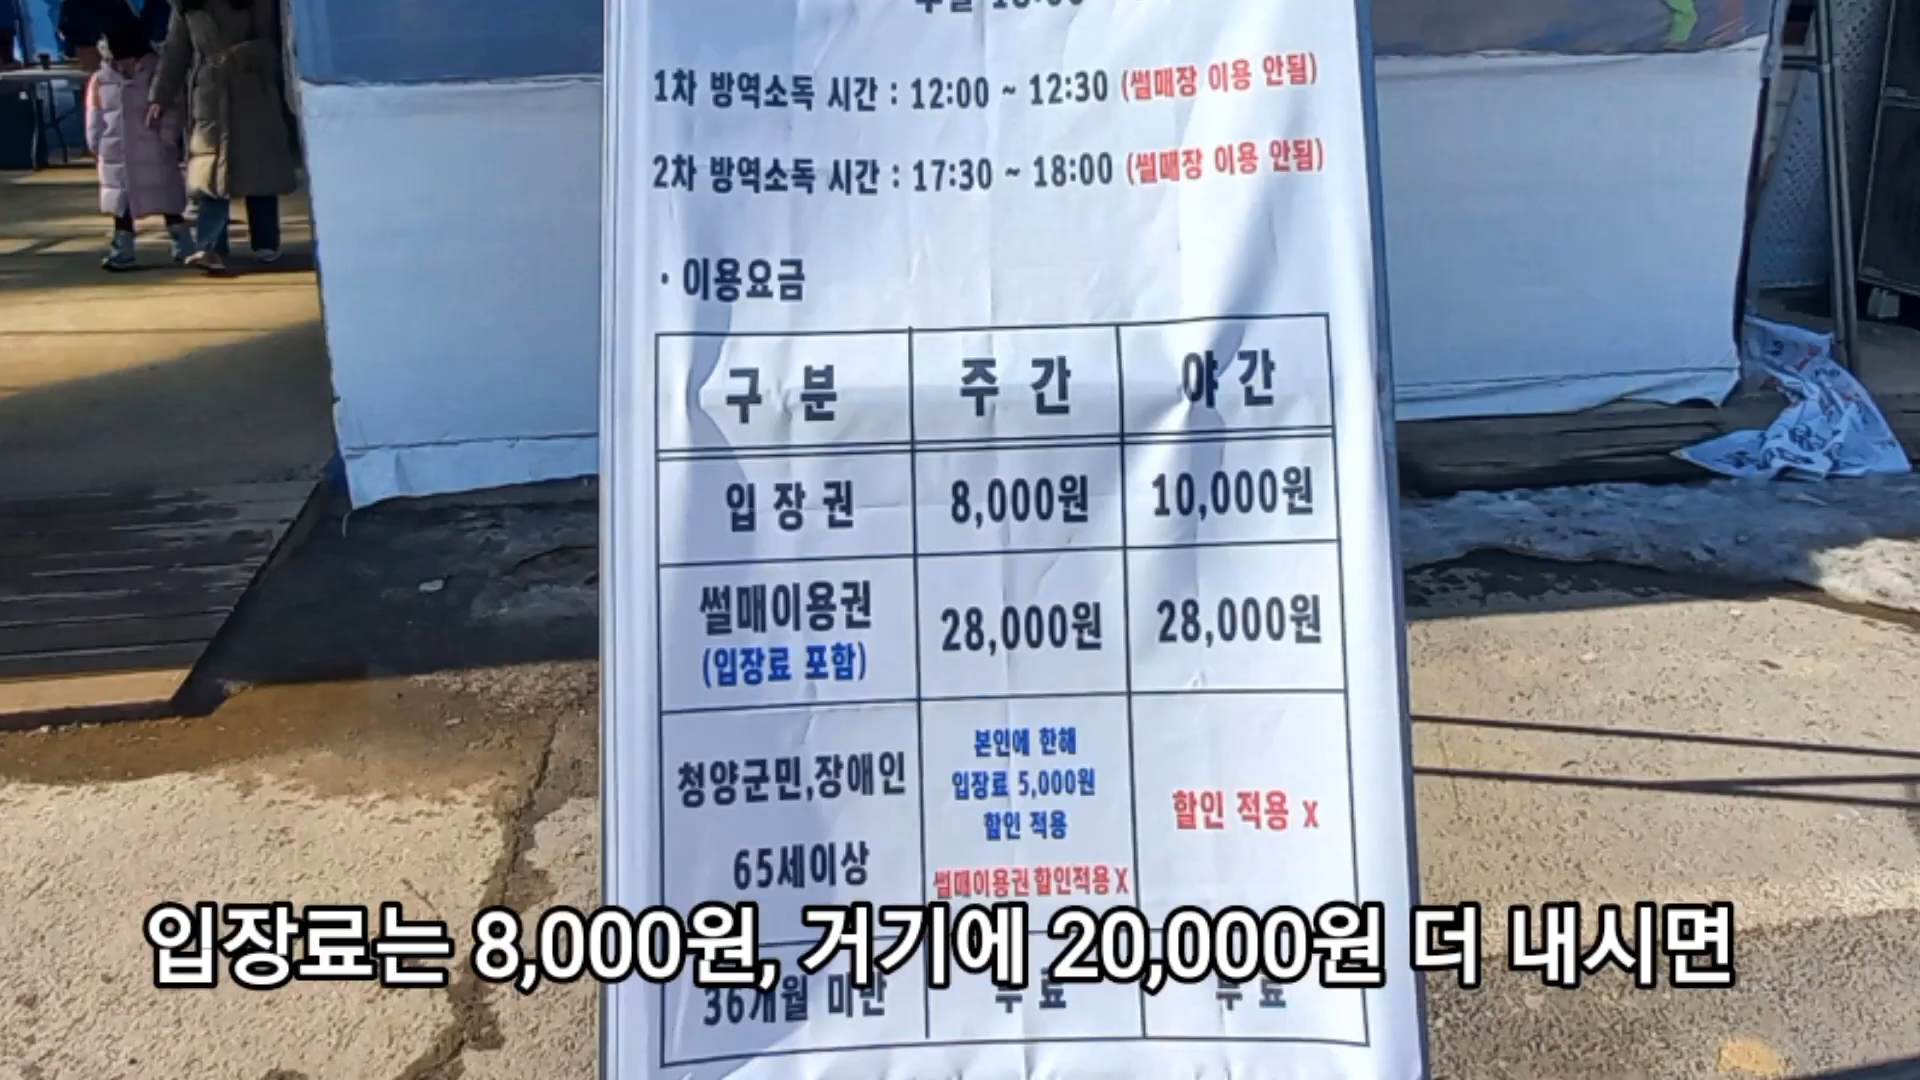 1차 방역소독 시간 : 12:00 ~ 12:30 (썰매장 이용 안됨)
2차 방역소독 시간 : 17:30 ~ 18:00 (썰매장 이용 안됨)
· 이용요금
구 분 주 간 야 간
입 장 권 8,000원 10,000원
썰매이용권 28,000원 28,000원
(입장료 포함)
본인에 한해
청양군민,장애인 입장료 5,000원 할인 적용 X
할인 적용
65세이상 썰매이용권 할인적용 X
입장료는 8,000원, 거기에 20,000원 더 내시면
36개월 미만 무 료 무 료